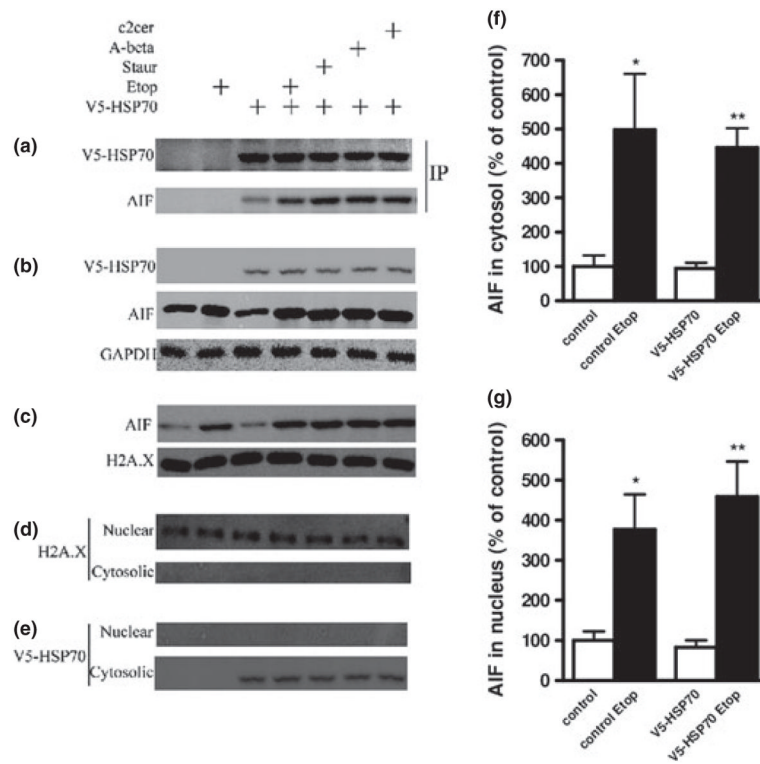 c2cer +
A-beta +
Staur +
Etop + +
V5-HSP70 + + + + +
(a)
V5-HSP70
AIF
IP
(b)
V5-HSP70
AIF
GAPDH
(c)
AIF
H2A.X
(d)
H2A.X
Nuclear
Cytosolic
(e)
V5-HSP70
Nuclear
Cytosolic
(f)
AIF in cytosol (% of control)
700
600
500
400
300
200
100
0
*
**
control
control Etop
V5-HSP70
V5-HSP70 Etop
(g)
AIF in nucleus (% of control)
600
500
400
300
200
100
0
*
**
control
control Etop
V5-HSP70
V5-HSP70 Etop